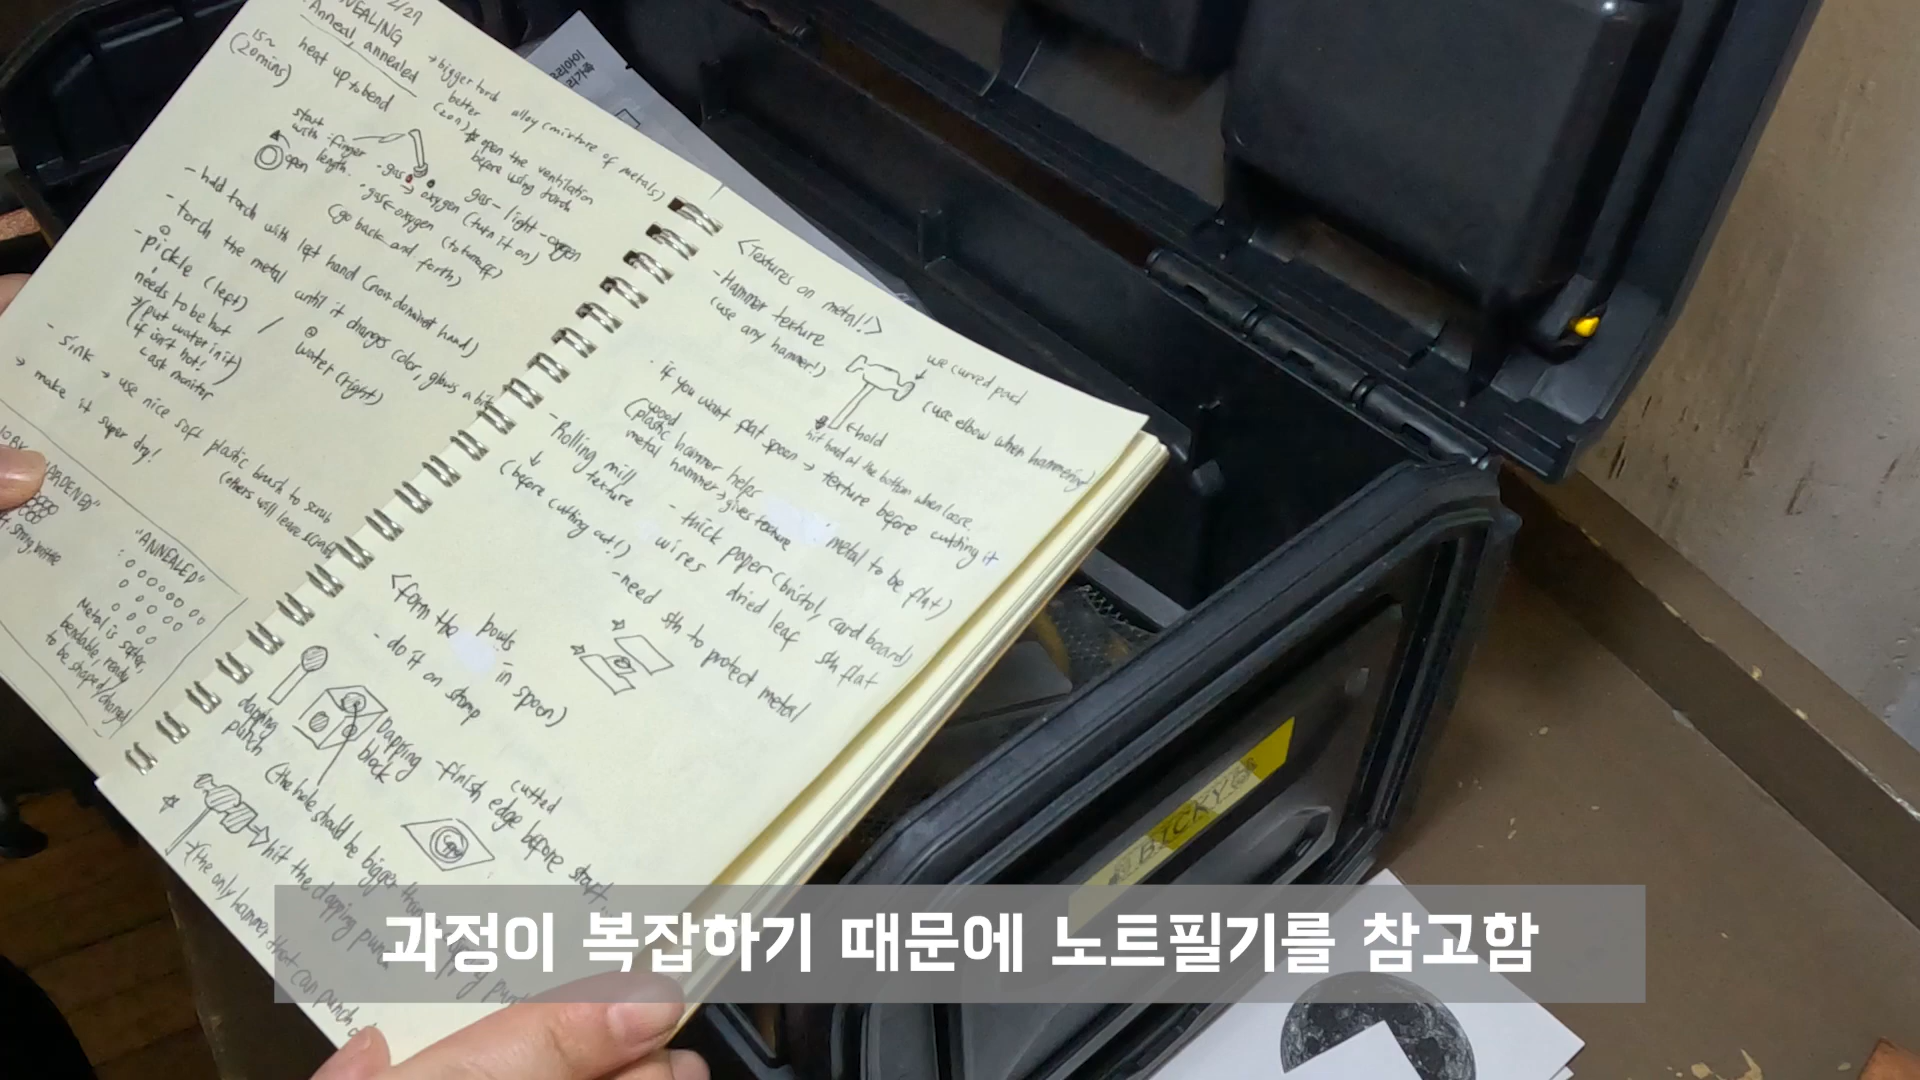 2/27
Anneal, annealed
15~
(20mins)
heat up to bend
→ bigger torch
better
(20n)
alloy (mixture of metals)
☆ open the ventilation
before using torch
start
with
finger
length.
open
- gas → oxygen (turn it on)
gas - light - oxygen
· gas ← oxygen (to turn off)
(go back and forth)
- hold torch with left hand (non-dominant hand)
- torch the metal until it changes color, glows a bit
- pickle (left) / water (right)
needs to be hot
→ (put water in it)
(if isn't hot!
(ask monitor
- sink → use nice soft plastic brush to scrub
(others will leave scratch
→ make it super dry!
"ANNEALED"
Metal is softer,
bendable, ready
to be shaped/changed
<Textures on metal!>
- Hammer texture
(use any hammer!)
curved part
(use elbow when hammering)
← hold
hit hard at the bottom when loose.
· if you want flat spoon → texture before cutting it
wood
(plastic hammer helps metal to be flat)
metal hammer → gives texture
- Rolling mill
↓ texture
(before cutting out!)
- thick paper (bristol, card board)
wires dried leaf sth flat
- need sth to protect metal
<form the bowls in spoon)
- do it on stomp
dapping
punch
Dapping
block
- finish cutted edge before start...
(the hole should be bigger than
hit the dapping punch
(the only hammer that can punch
BICKY
과정이 복잡하기 때문에 노트필기를 참고함